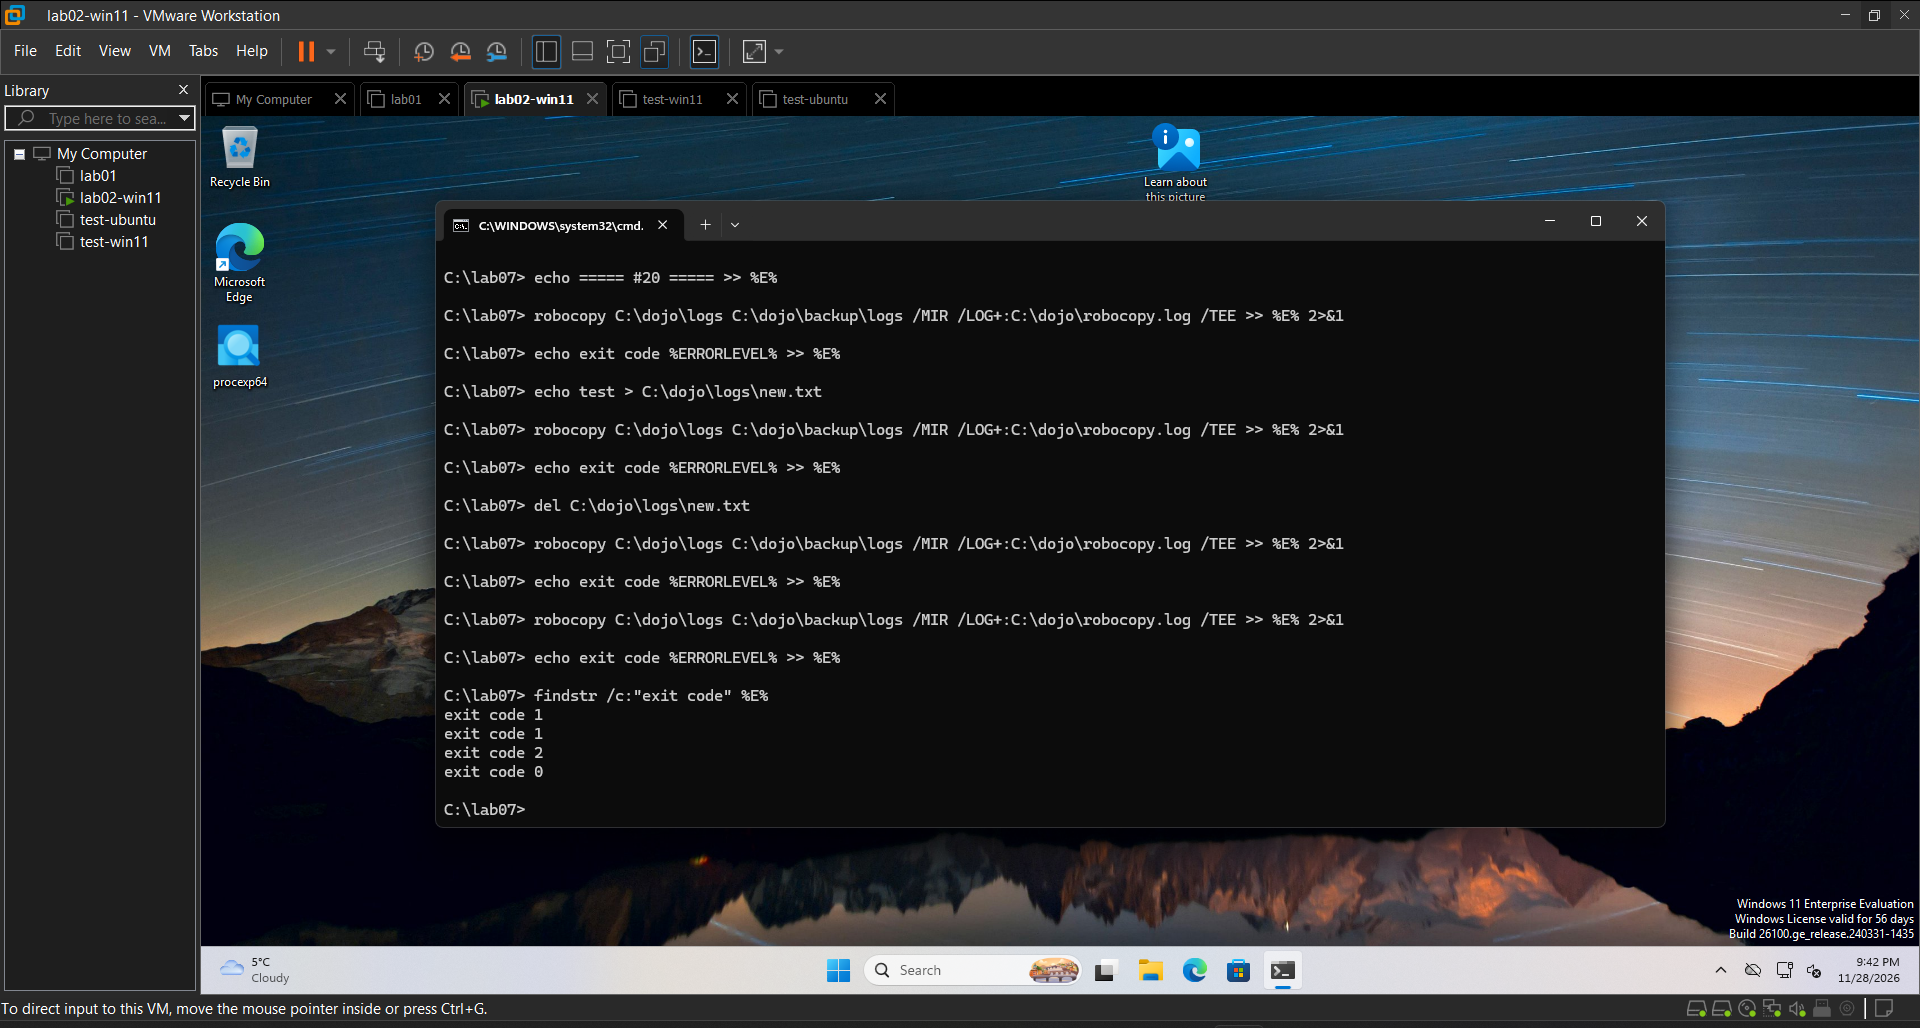 lab02-win11 - VMware Workstation
File Edit View VM Tabs Help
Library
Type here to sea...
My Computer
lab01
lab02-win11
test-ubuntu
test-win11
My Computer
lab01
lab02-win11
test-win11
test-ubuntu
Recycle Bin
Microsoft
Edge
procexp64
Learn about
this picture
C:\WINDOWS\system32\cmd.
C:\lab07> echo ===== #20 ===== >> %E%
C:\lab07> robocopy C:\dojo\logs C:\dojo\backup\logs /MIR /LOG+:C:\dojo\robocopy.log /TEE >> %E% 2>&1
C:\lab07> echo exit code %ERRORLEVEL% >> %E%
C:\lab07> echo test > C:\dojo\logs\new.txt
C:\lab07> robocopy C:\dojo\logs C:\dojo\backup\logs /MIR /LOG+:C:\dojo\robocopy.log /TEE >> %E% 2>&1
C:\lab07> echo exit code %ERRORLEVEL% >> %E%
C:\lab07> del C:\dojo\logs\new.txt
C:\lab07> robocopy C:\dojo\logs C:\dojo\backup\logs /MIR /LOG+:C:\dojo\robocopy.log /TEE >> %E% 2>&1
C:\lab07> echo exit code %ERRORLEVEL% >> %E%
C:\lab07> robocopy C:\dojo\logs C:\dojo\backup\logs /MIR /LOG+:C:\dojo\robocopy.log /TEE >> %E% 2>&1
C:\lab07> echo exit code %ERRORLEVEL% >> %E%
C:\lab07> findstr /c:"exit code" %E%
exit code 1
exit code 1
exit code 2
exit code 0
C:\lab07>
Windows 11 Enterprise Evaluation
Windows License valid for 56 days
Build 26100.ge_release.240331-1435
5°C
Cloudy
Search
9:42 PM
11/28/2026
To direct input to this VM, move the mouse pointer inside or press Ctrl+G.